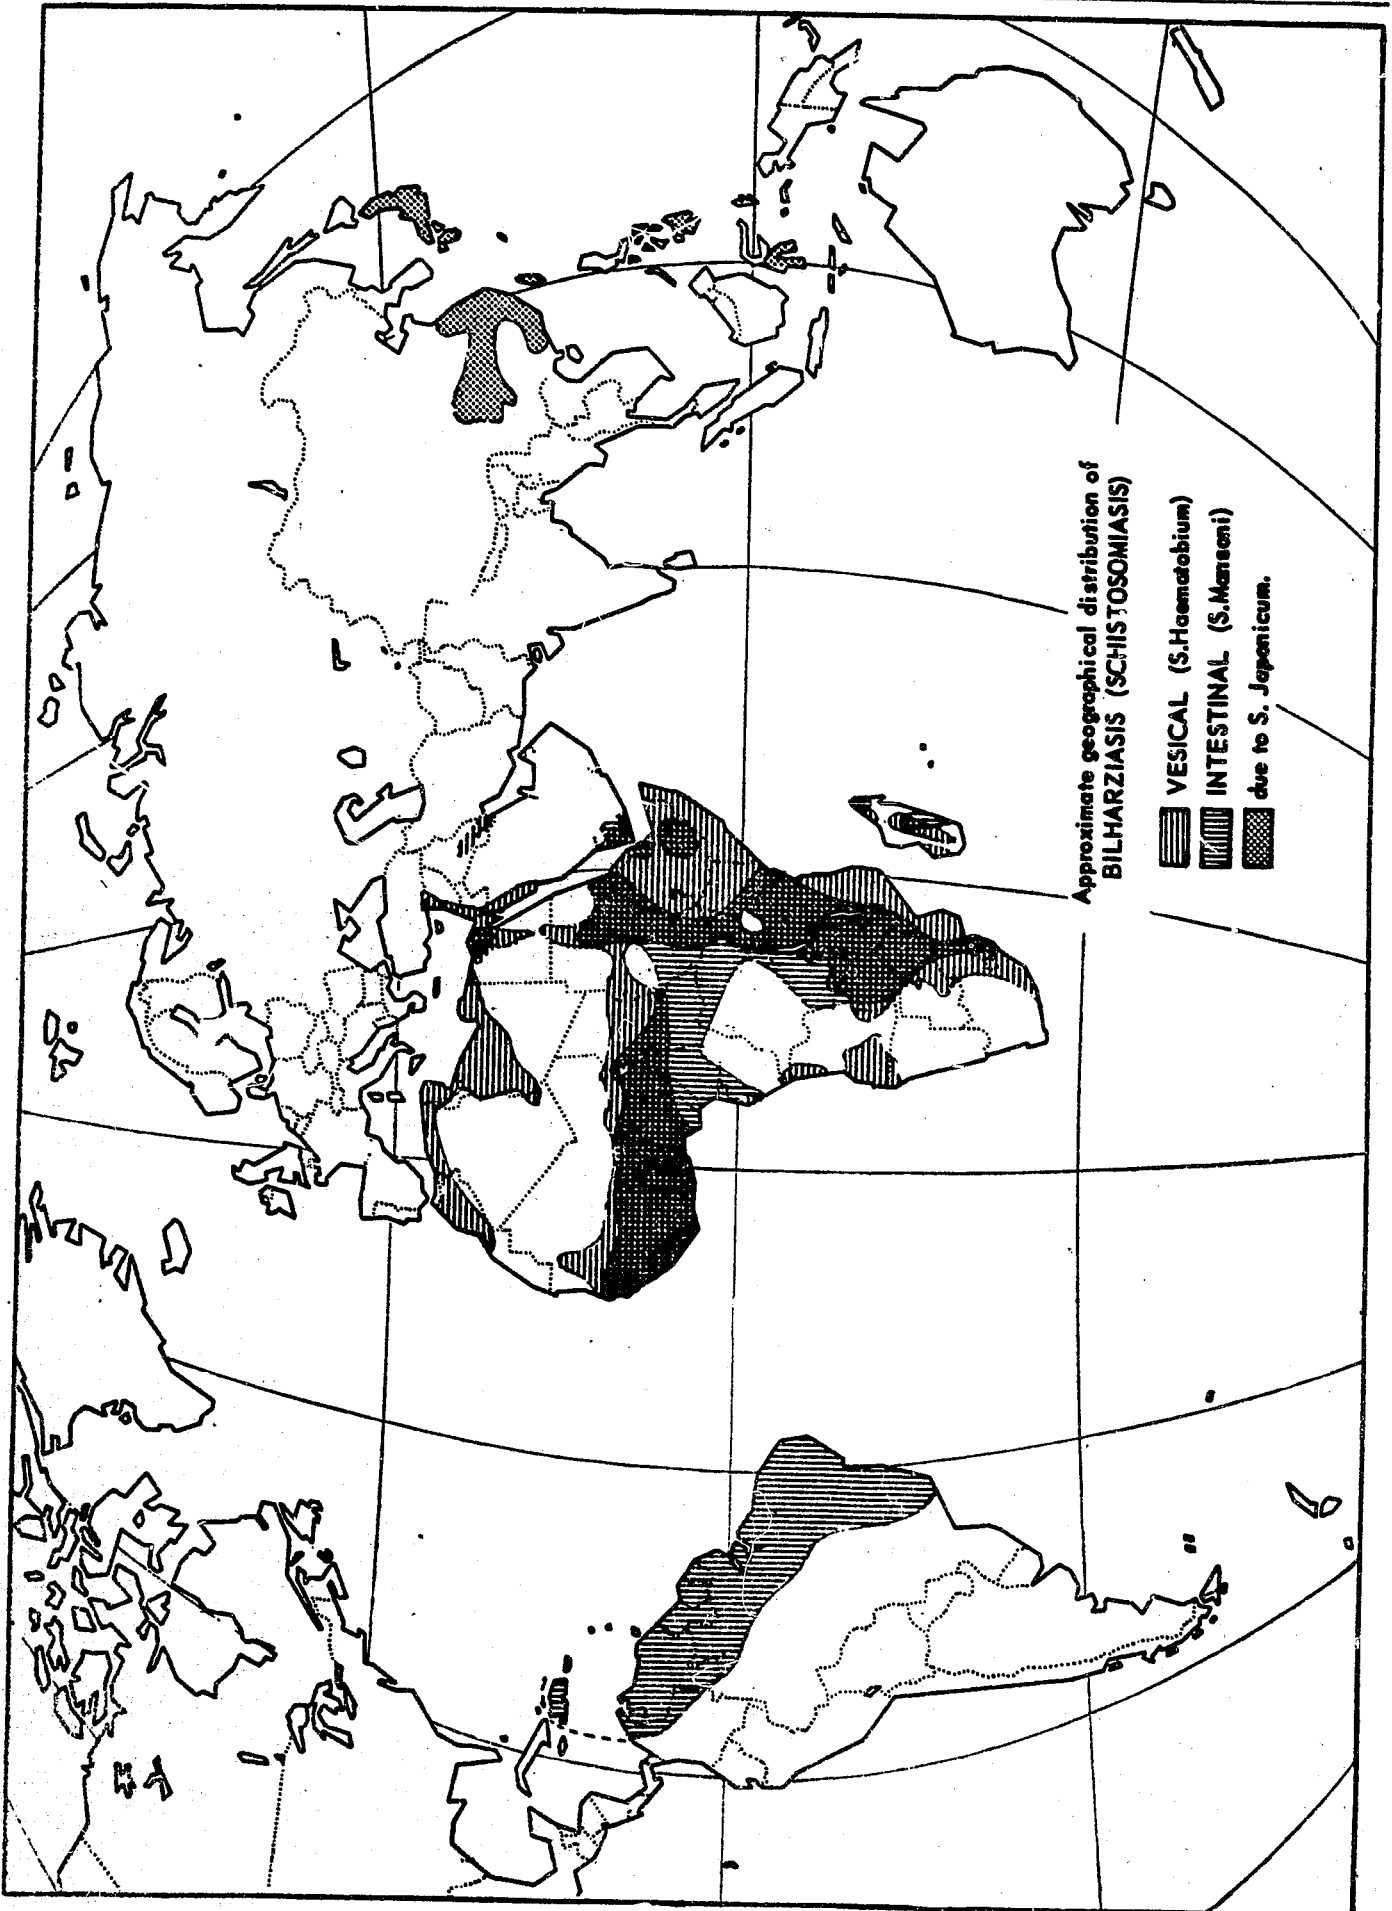 Approximate geographical distribution of
BILHARZIASIS (SCHISTOSOMIASIS)
VESICAL (S.Haematobium)
INTESTINAL (S.Mansoni)
due to S. Japonicum.